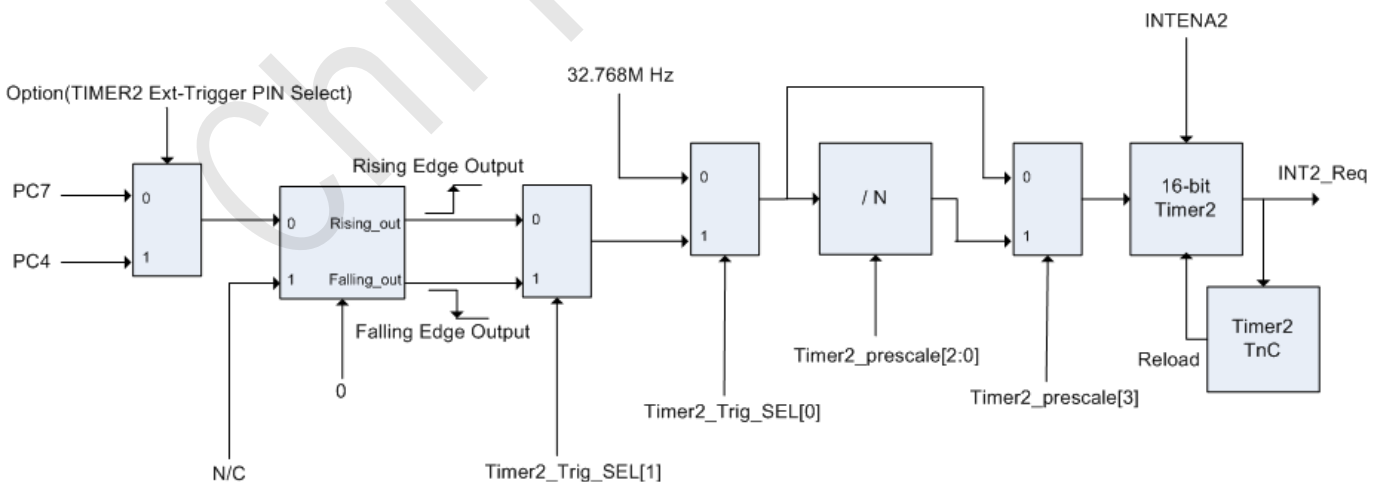 INTENA2
32.768M Hz
Option(TIMER2 Ext-Trigger PIN Select)
Rising Edge Output
PC7
0
0
Rising_out
0
0
/ N
0
16-bit
Timer2
INT2_Req
PC4
1
1
Falling_out
1
1
1
Falling Edge Output
Timer2
TnC
Reload
Timer2_prescale[2:0]
0
Timer2_Trig_SEL[0]
Timer2_prescale[3]
N/C
Timer2_Trig_SEL[1]